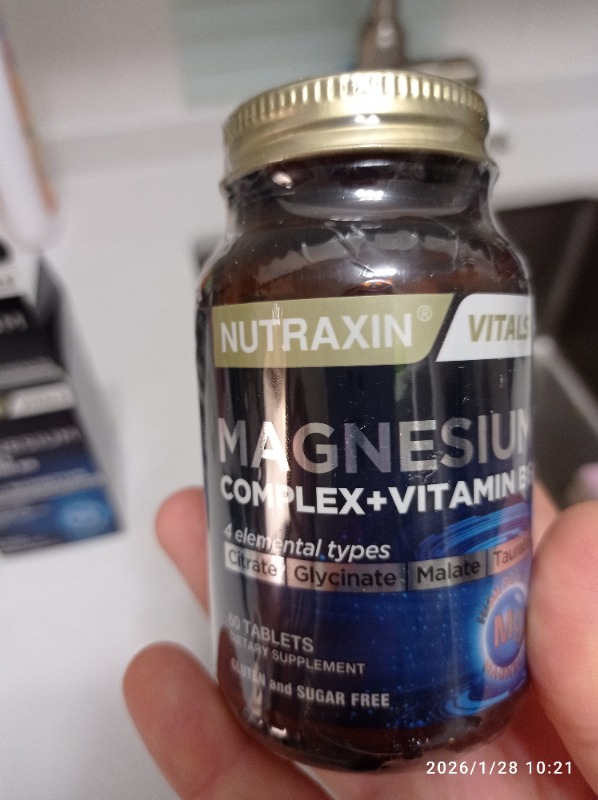 NUTRAXIN®
VITALS
MAGNESIUM
COMPLEX+VITAMIN
4 elemental types
Citrate Glycinate Malate Taurate
60 TABLETS
DIETARY SUPPLEMENT
GLUTEN and SUGAR FREE
2026/1/28 10:21